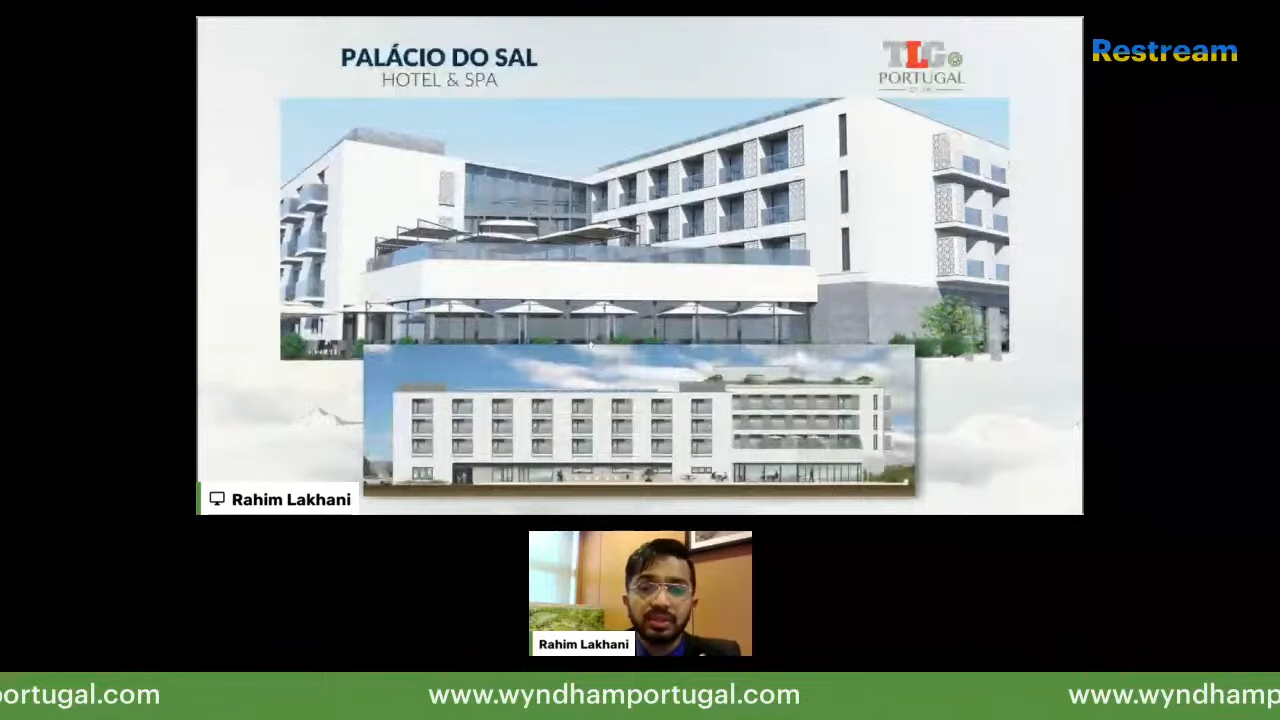 PALÁCIO DO SAL
HOTEL & SPA
TLG
PORTUGAL
Restream
Rahim Lakhani
Rahim Lakhani
portugal.com
www.wyndhamportugal.com
www.wyndhamp